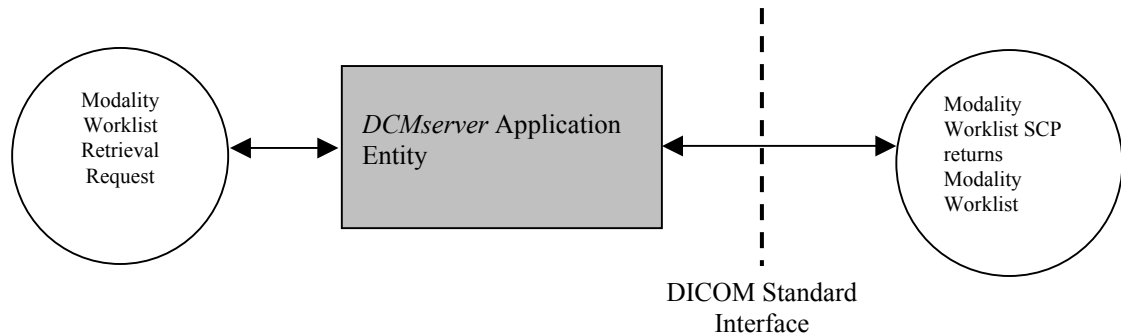 Modality
Worklist
Retrieval
Request
DCMserver Application
Entity
Modality
Worklist SCP
returns
Modality
Worklist
DICOM Standard
Interface